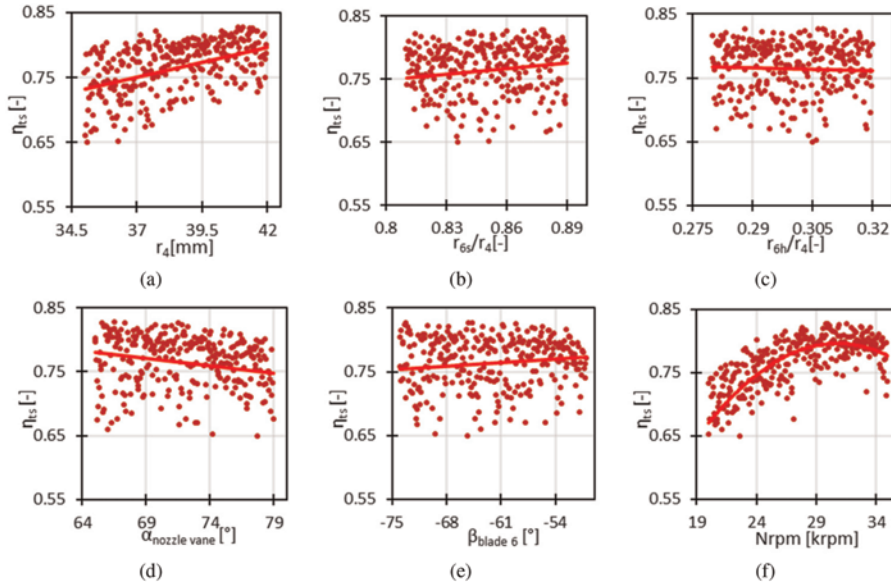 0.85 0.85 0.85
0.75 0.75 0.75
0.65 0.65 0.65
0.55 0.55 0.55
ηts [-] ηts [-] ηts [-]
34.5 37 39.5 42 0.8 0.83 0.86 0.89 0.275 0.29 0.305 0.32
r4[mm] r6s/r4[-] r6h/r4[-]
(a) (b) (c)
0.85 0.85 0.85
0.75 0.75 0.75
0.65 0.65 0.65
0.55 0.55 0.55
ηts [-] ηts [-] ηts [-]
64 69 74 79 -75 -68 -61 -54 19 24 29 34
αnozzle vane [°] βblade 6 [°] Nrpm [krpm]
(d) (e) (f)